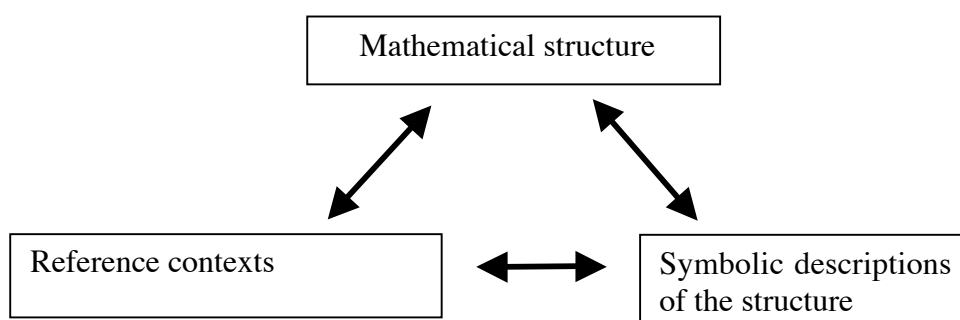 Mathematical structure
Reference contexts
Symbolic descriptions
of the structure